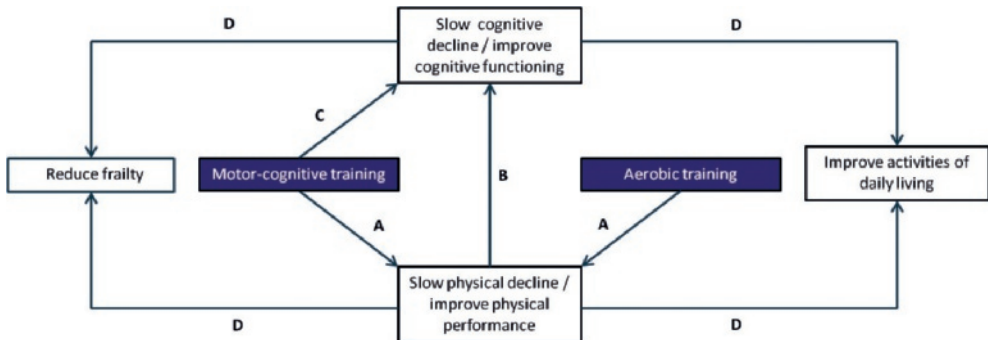 D
Slow cognitive
decline / improve
cognitive functioning
D
C
Reduce frailty
Motor-cognitive training
B
Aerobic training
Improve activities of
daily living
A
A
Slow physical decline /
improve physical
performance
D
D